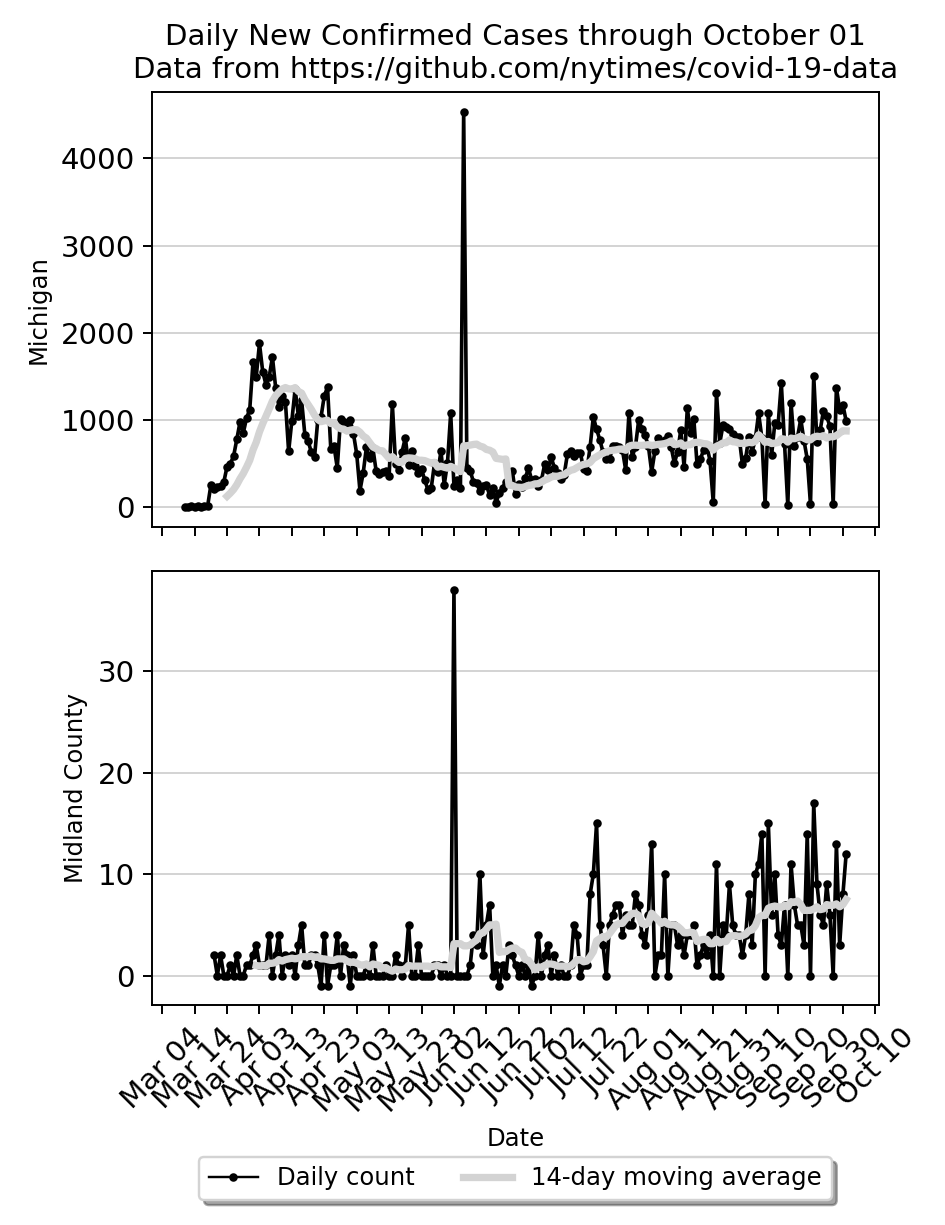 Daily New Confirmed Cases through October 01
Data from https://github.com/nytimes/covid-19-data
4000
3000
2000
1000
0
Michigan
30
20
10
0
Midland County
Mar 04
Mar 14
Mar 24
Apr 03
Apr 13
Apr 23
May 03
May 13
May 23
Jun 02
Jun 12
Jun 22
Jul 02
Jul 12
Jul 22
Aug 01
Aug 11
Aug 21
Aug 31
Sep 10
Sep 20
Sep 30
Oct 10
Date
Daily count 14-day moving average